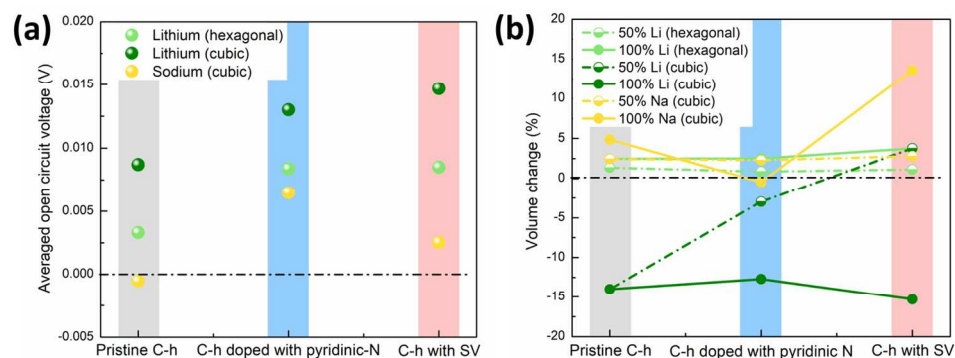 (a)
Averaged open circuit voltage (V)
0.020
0.015
0.010
0.005
0.000
-0.005
Lithium (hexagonal)
Lithium (cubic)
Sodium (cubic)
Pristine C-h
C-h doped with pyridinic-N
C-h with SV
(b)
Volume change (%)
20
15
10
5
0
-5
-10
-15
-20
50% Li (hexagonal)
100% Li (hexagonal)
50% Li (cubic)
100% Li (cubic)
50% Na (cubic)
100% Na (cubic)
Pristine C-h
C-h doped with pyridinic N
C-h with SV